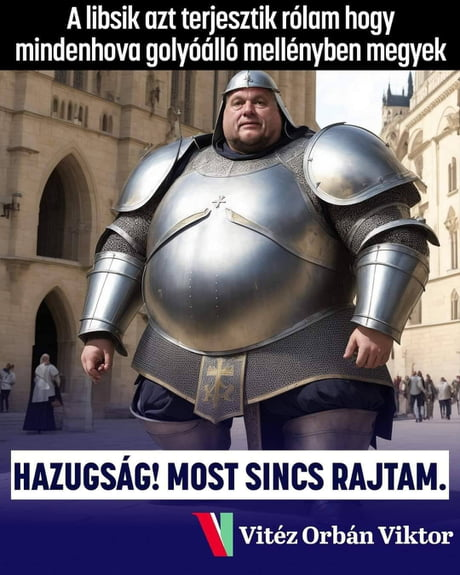 A libsik azt terjesztik rólam hogy
mindenhova golyóálló mellényben megyek
HAZUGSÁG! MOST SINCS RAJTAM.
Vitéz Orbán Viktor